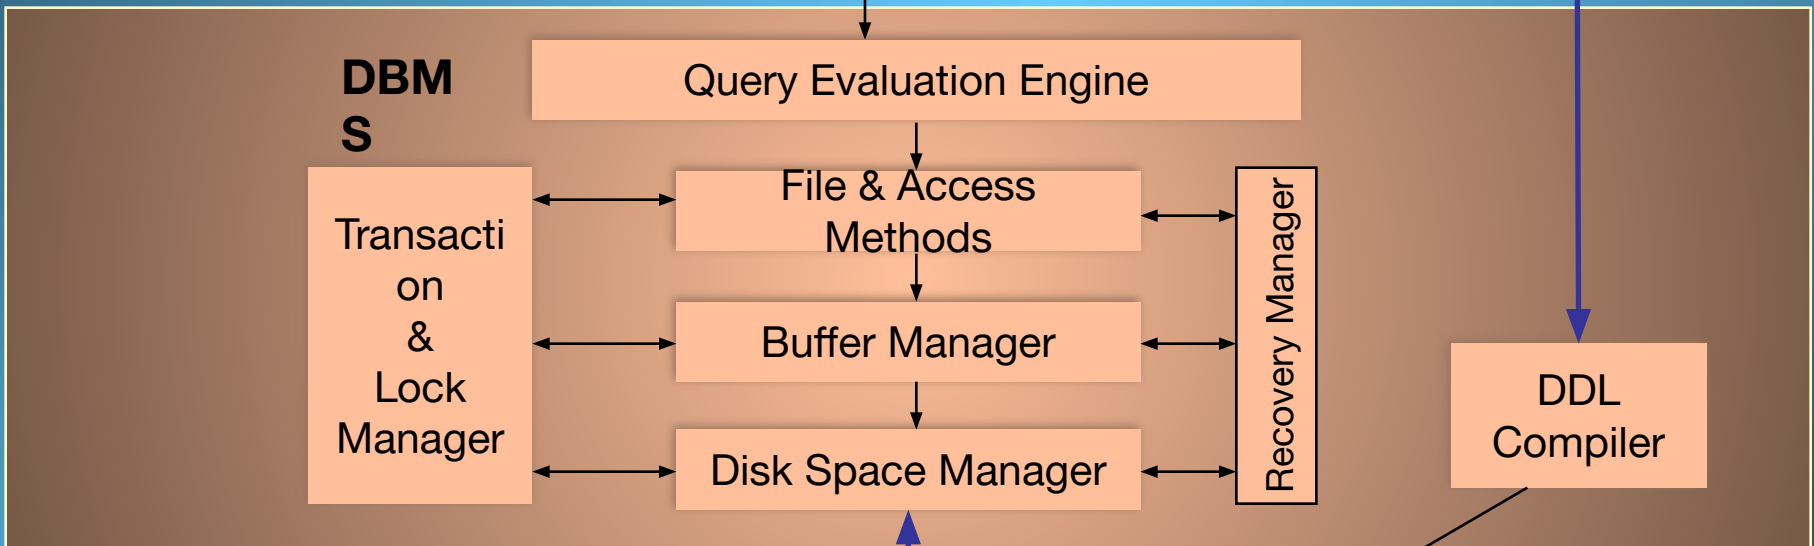 DBM
S
Query Evaluation Engine
File & Access
Methods
Transacti
on
&
Lock
Manager
Buffer Manager
Disk Space Manager
Recovery Manager
DDL
Compiler